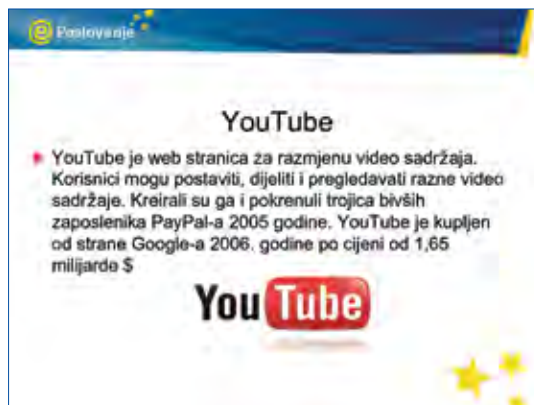 e Poslovanje
YouTube
YouTube je web stranica za razmjenu video sadržaja.
Korisnici mogu postaviti, dijeliti i pregledavati razne video
sadržaje. Kreirali su ga i pokrenuli trojica bivših
zaposlenika PayPal-a 2005 godine. YouTube je kupljen
od strane Google-a 2006. godine po cijeni od 1,65
milijarde $
YouTube